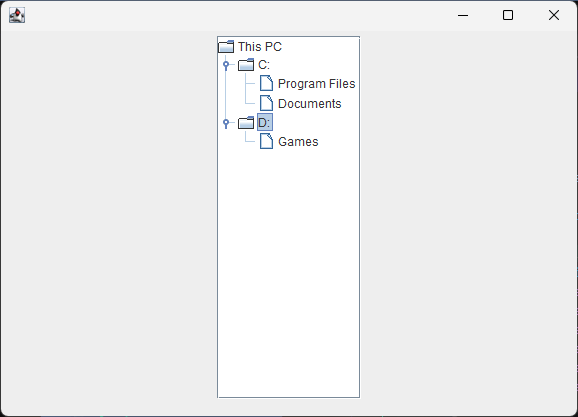 This PC
C:
Program Files
Documents
D:
Games